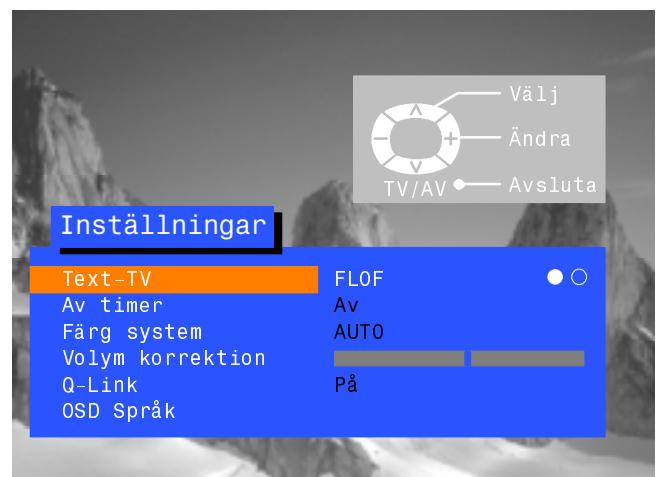 Välj
Ändra
TV/AV Avsluta
Inställningar
Text-TV FLOF
Av timer Av
Färg system AUTO
Volym korrektion
Q-Link På
OSD Språk